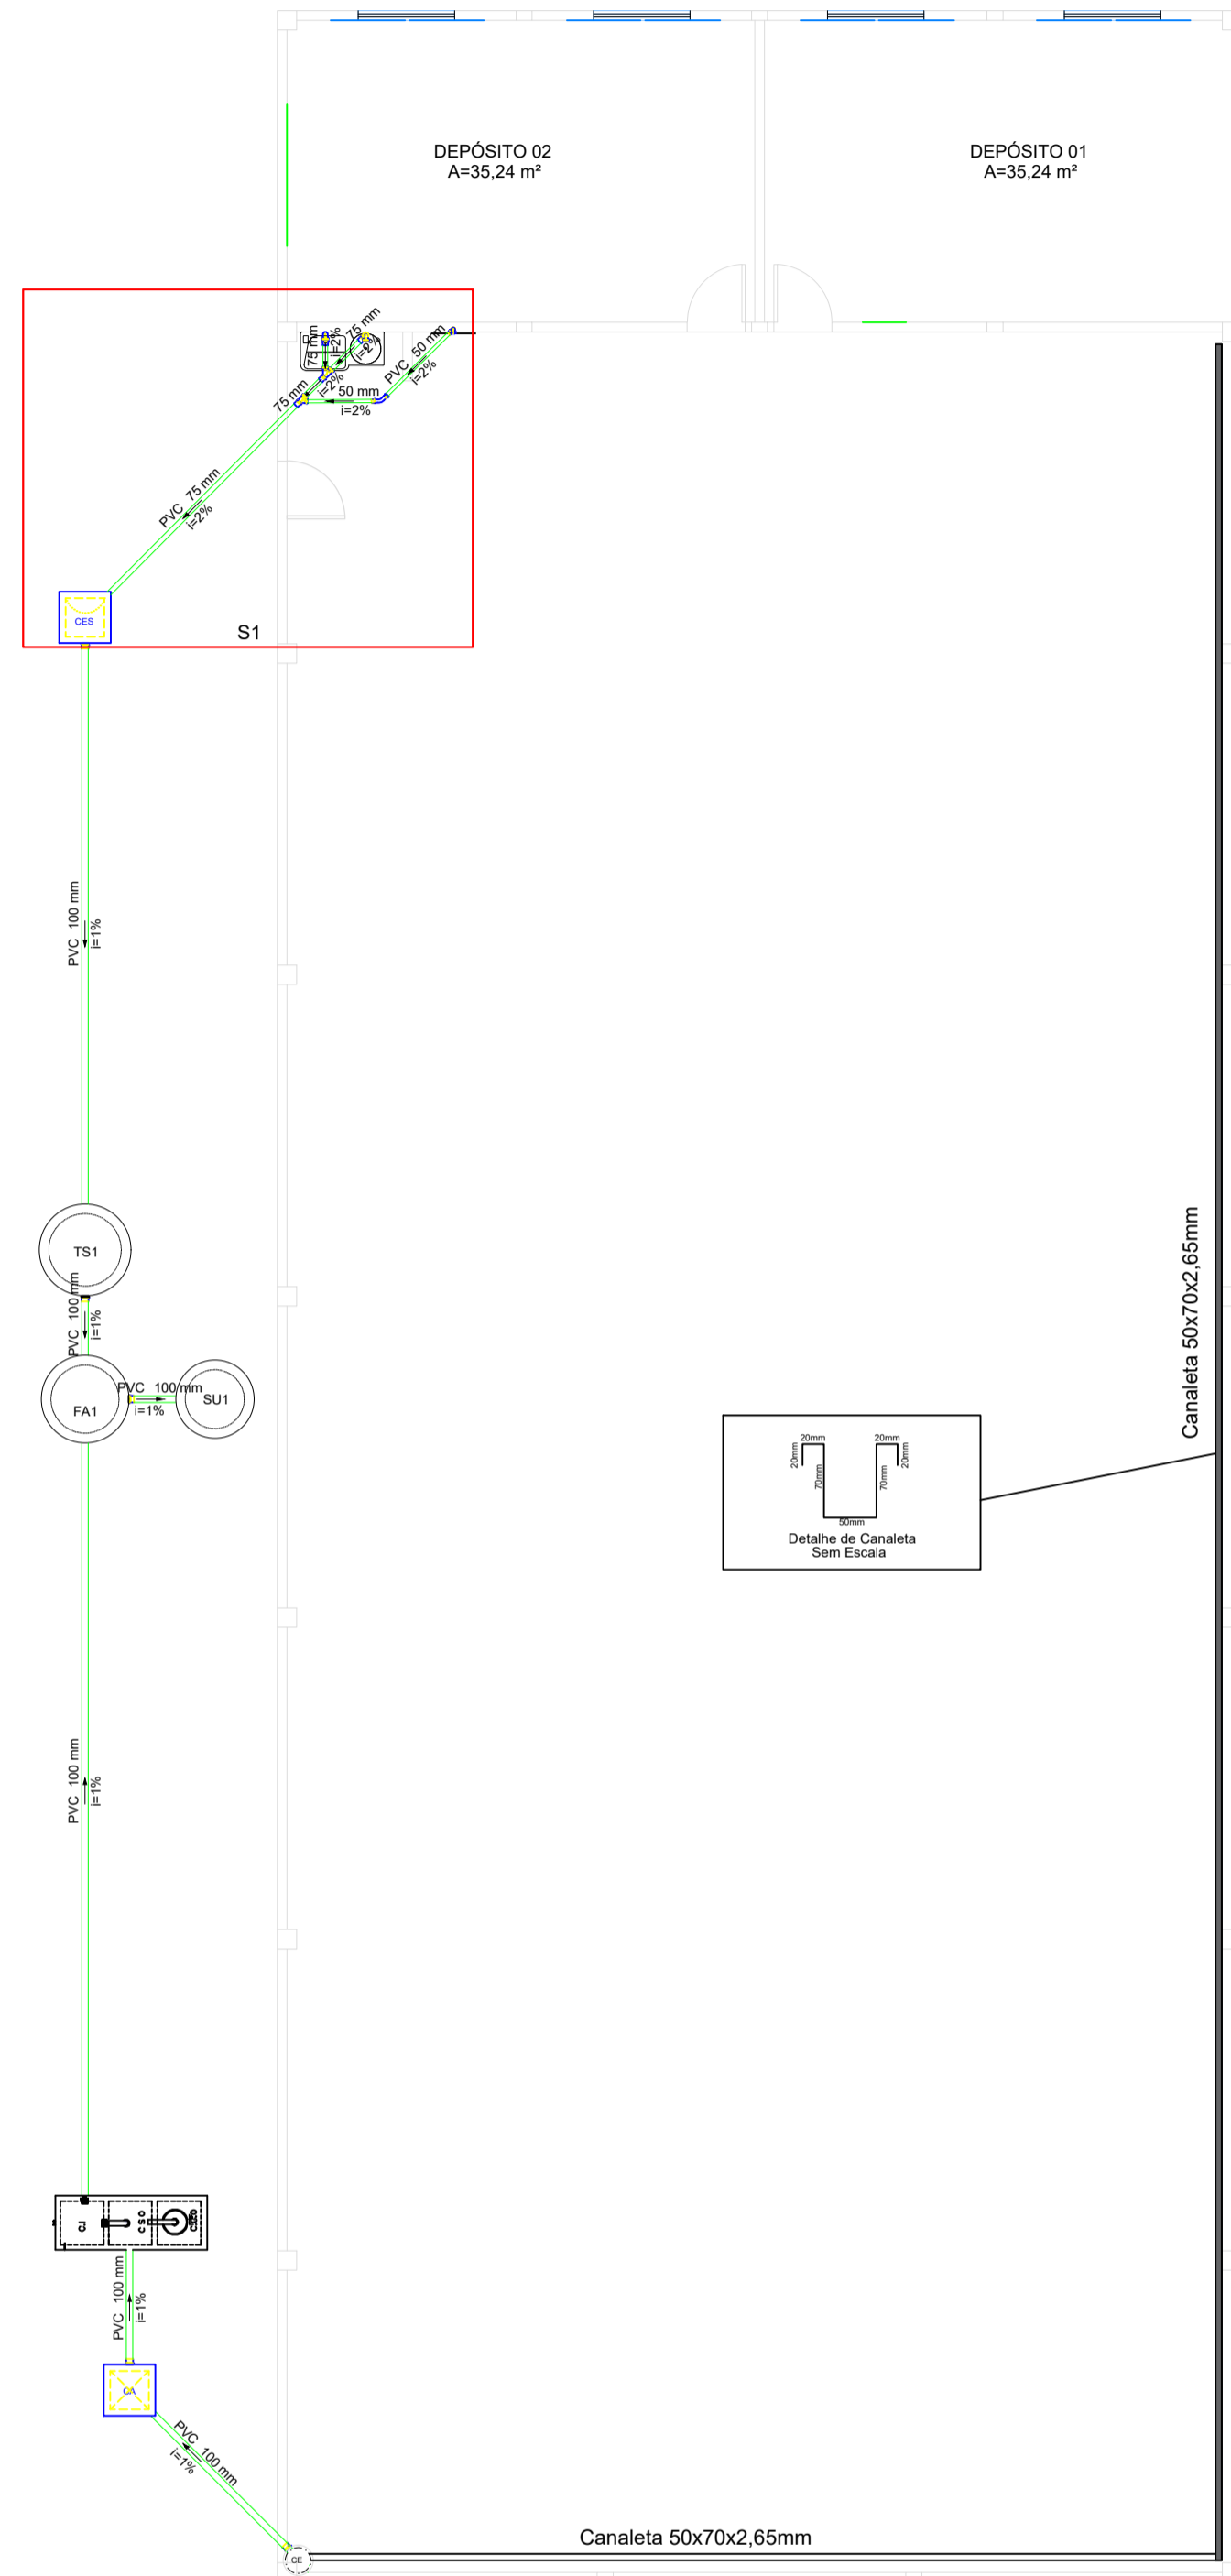 DEPÓSITO 02
A=35,24 m²
DEPÓSITO 01
A=35,24 m²
75 mm
i=2%
75 mm
i=2%
PVC 50 mm
i=2%
75 mm
i=2%
50 mm
i=2%
PVC 75 mm
i=2%
CES
S1
PVC 100 mm
i=1%
TS1
PVC 100 mm
i=1%
FA1
PVC 100 mm
i=1%
SU1
Canaleta 50x70x2,65mm
20mm
20mm
20mm
20mm
70mm
70mm
50mm
Detalhe de Canaleta
Sem Escala
PVC 100 mm
i=1%
CI
CSO
PVC 100 mm
i=1%
CA
PVC 100 mm
i=1%
CE
Canaleta 50x70x2,65mm